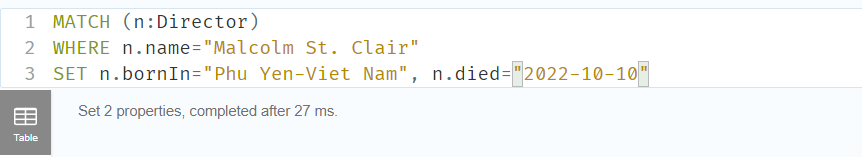 1 MATCH (n:Director)
2 WHERE n.name="Malcolm St. Clair"
3 SET n.bornIn="Phu Yen-Viet Nam", n.died="2022-10-10"
Set 2 properties, completed after 27 ms.
Table